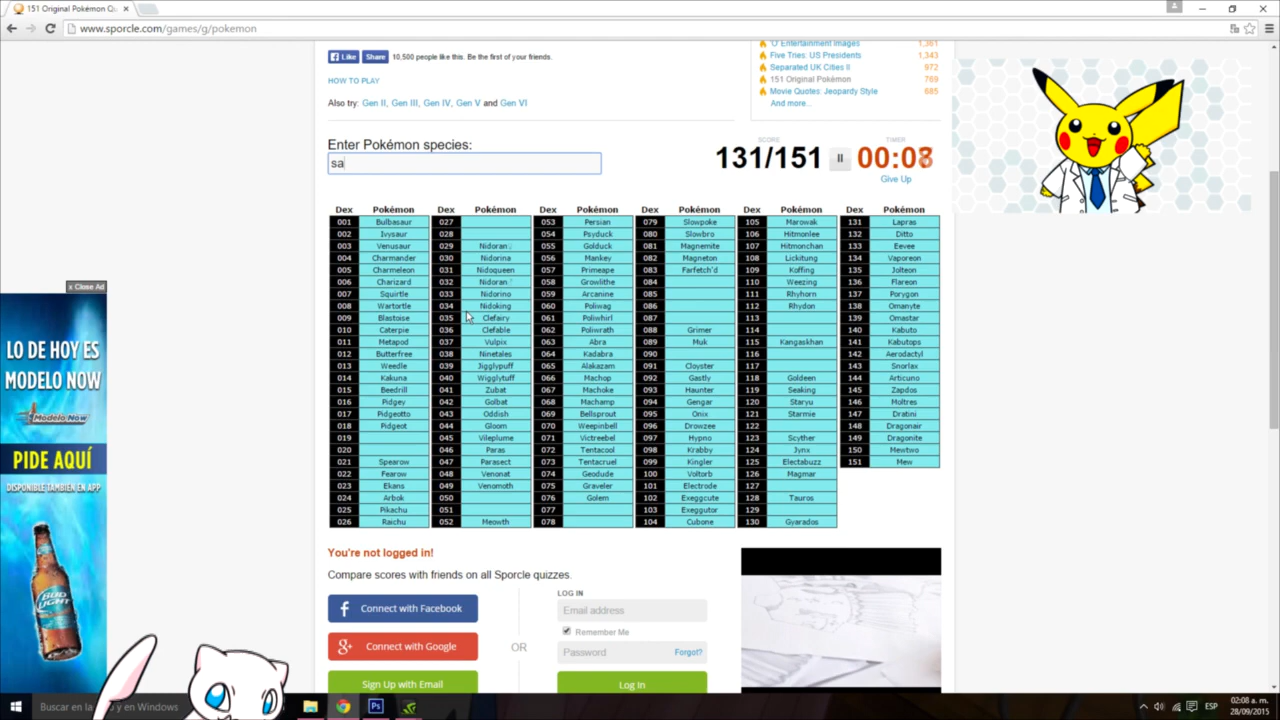 151 Original Pokémon Qu
www.sporcle.com/games/g/pokemon
Like Share 10,500 people like this. Be the first of your friends.
HOW TO PLAY
Also try: Gen II, Gen III, Gen IV, Gen V and Gen VI
'O' Entertainment Images 1,361
Five Tries: US Presidents 1,343
Separated UK Cities II 972
151 Original Pokémon 769
Movie Quotes: Jeopardy Style 685
And more...
Enter Pokémon species:
sa
SCORE
131/151
TIMER
Give Up
Dex Pokémon Dex Pokémon Dex Pokémon Dex Pokémon Dex Pokémon Dex Pokémon
001 Bulbasaur 027 053 Persian 079 Slowpoke 105 Marowak 131 Lapras
002 Ivysaur 028 054 Psyduck 080 Slowbro 106 Hitmonlee 132 Ditto
003 Venusaur 029 Nidoran 055 Golduck 081 Magnemite 107 Hitmonchan 133 Eevee
004 Charmander 030 Nidorina 056 Mankey 082 Magneton 108 Lickitung 134 Vaporeon
005 Charmeleon 031 Nidoqueen 057 Primeape 083 Farfetch'd 109 Koffing 135 Jolteon
006 Charizard 032 Nidoran 058 Growlithe 084 110 Weezing 136 Flareon
007 Squirtle 033 Nidorino 059 Arcanine 085 111 Rhyhorn 137 Porygon
008 Wartortle 034 Nidoking 060 Poliwag 086 112 Rhydon 138 Omanyte
009 Blastoise 035 Clefairy 061 Poliwhirl 087 113 139 Omastar
010 Caterpie 036 Clefable 062 Poliwrath 088 Grimer 114 140 Kabuto
011 Metapod 037 Vulpix 063 Abra 089 Muk 115 Kangaskhan 141 Kabutops
012 Butterfree 038 Ninetales 064 Kadabra 090 116 142 Aerodactyl
013 Weedle 039 Jigglypuff 065 Alakazam 091 Cloyster 117 143 Snorlax
014 Kakuna 040 Wigglytuff 066 Machop 092 Gastly 118 Goldeen 144 Articuno
015 Beedrill 041 Zubat 067 Machoke 093 Haunter 119 Seaking 145 Zapdos
016 Pidgey 042 Golbat 068 Machamp 094 Gengar 120 Staryu 146 Moltres
017 Pidgeotto 043 Oddish 069 Bellsprout 095 Onix 121 Starmie 147 Dratini
018 Pidgeot 044 Gloom 070 Weepinbell 096 Drowzee 122 148 Dragonair
019 045 Vileplume 071 Victreebel 097 Hypno 123 Scyther 149 Dragonite
020 046 Paras 072 Tentacool 098 Krabby 124 Jynx 150 Mewtwo
021 Spearow 047 Parasect 073 Tentacruel 099 Kingler 125 Electabuzz 151 Mew
022 Fearow 048 Venonat 074 Geodude 100 Voltorb 126 Magmar
023 Ekans 049 Venomoth 075 Graveler 101 Electrode 127
024 Arbok 050 076 Golem 102 Exeggcute 128 Tauros
025 Pikachu 051 077 103 Exeggutor 129
026 Raichu 052 Meowth 078 104 Cubone 130 Gyarados
x Close Ad
LO DE HOY ES
MODELO NOW
Modelo Now
PIDE AQUÍ
DISPONIBLE TAMBIÉN EN APP
BUD LIGHT
You're not logged in!
Compare scores with friends on all Sporcle quizzes.
Connect with Facebook
Connect with Google
Sign Up with Email
OR
LOG IN
Email address
Remember Me
Password Forgot?
Log In
Buscar en la y en Windows
ESP
02:08 a. m.
28/09/2015